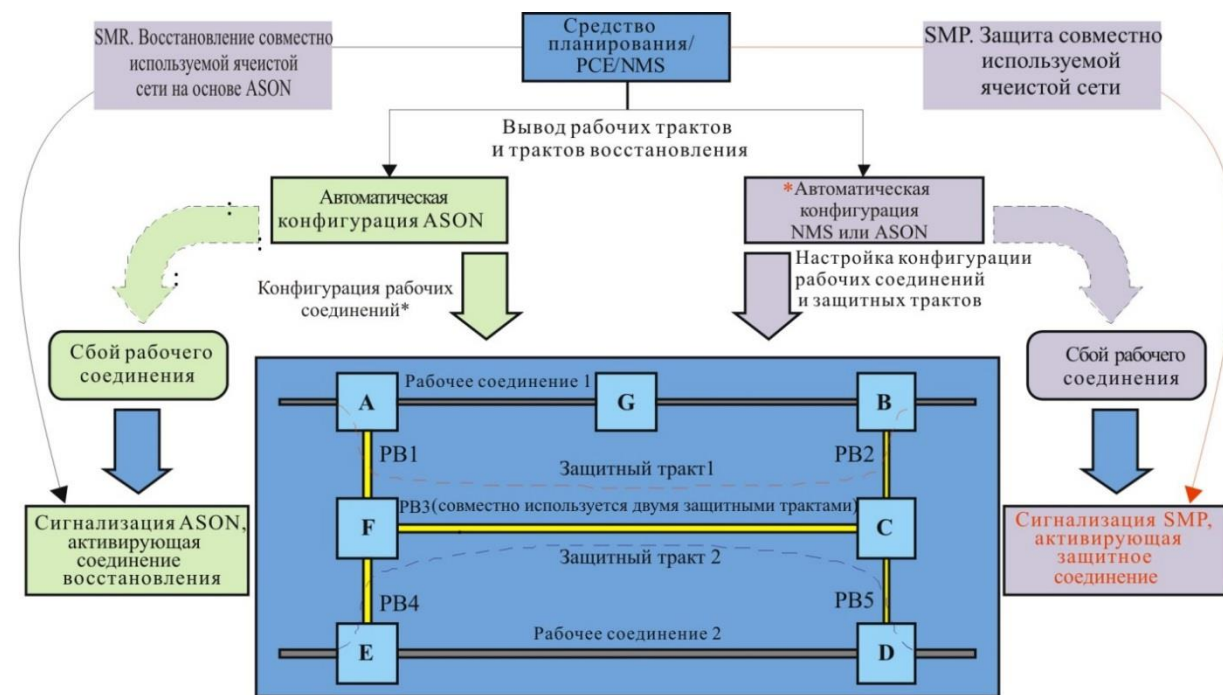 SMR. Восстановление совместно
используемой ячеистой
сети на основе ASON
Средство
планирования/
PCE/NMS
SMP. Защита совместно
используемой
ячеистой сети
Вывод рабочих трактов
и трактов восстановления
Автоматическая
конфигурация ASON
*Автоматическая
конфигурация
NMS или ASON
Конфигурация рабочих
соединений*
Настройка конфигурации
рабочих соединений
и защитных трактов
Сбой рабочего
соединения
Сбой рабочего
соединения
A
Рабочее соединение 1
G
B
PB1
PB2
Защитный тракт1
PB3(совместно используется двумя защитными трактами)
F
C
Защитный тракт 2
PB4
PB5
Рабочее соединение 2
E
D
Сигнализация ASON,
активирующая
соединение
восстановления
Сигнализация SMP,
активирующая
защитное
соединение